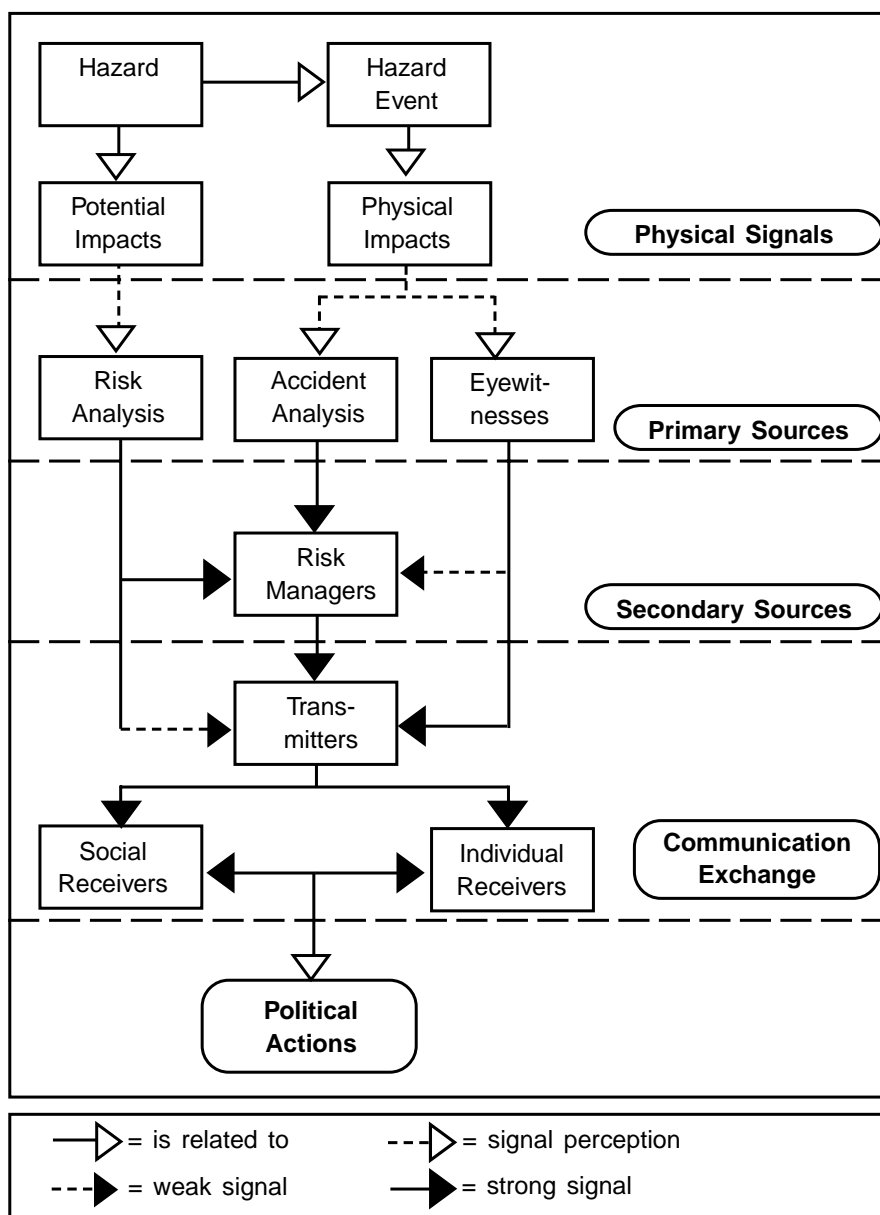 Hazard
Hazard
Event
Potential
Impacts
Physical
Impacts
Physical Signals
Risk
Analysis
Accident
Analysis
Eyewit-
nesses
Primary Sources
Risk
Managers
Secondary Sources
Trans-
mitters
Social
Receivers
Individual
Receivers
Communication
Exchange
Political
Actions
= is related to
= signal perception
= weak signal
= strong signal